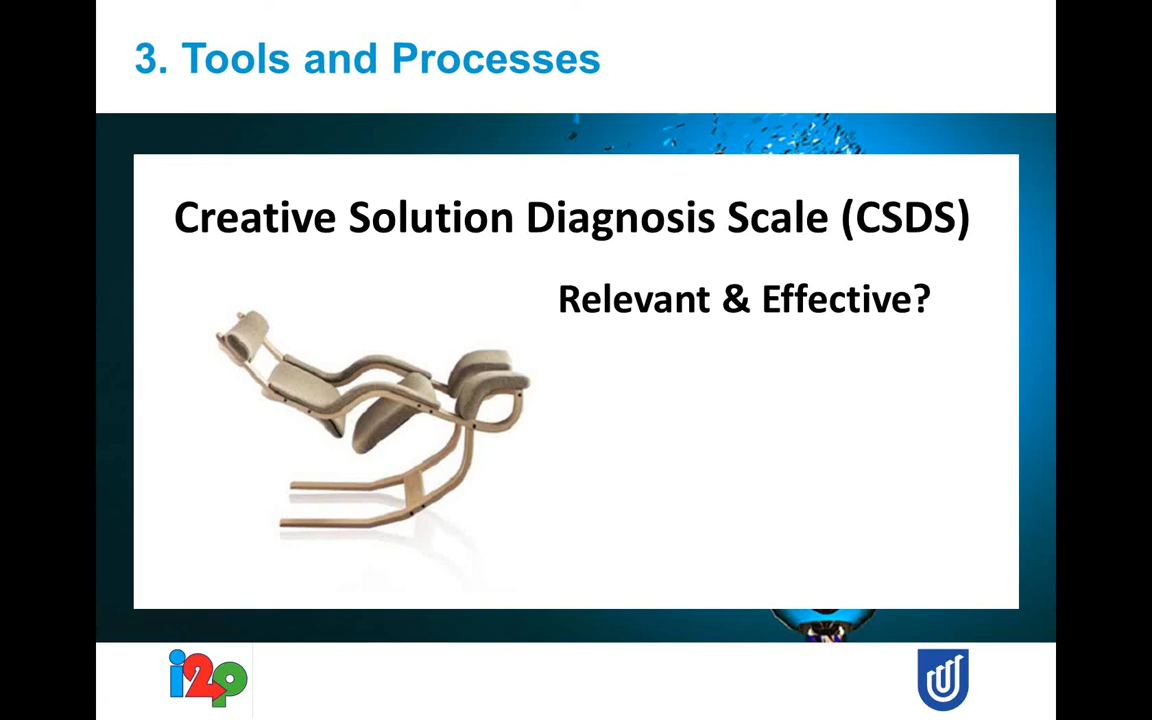 3. Tools and Processes
Creative Solution Diagnosis Scale (CSDS)
Relevant & Effective?
i2p